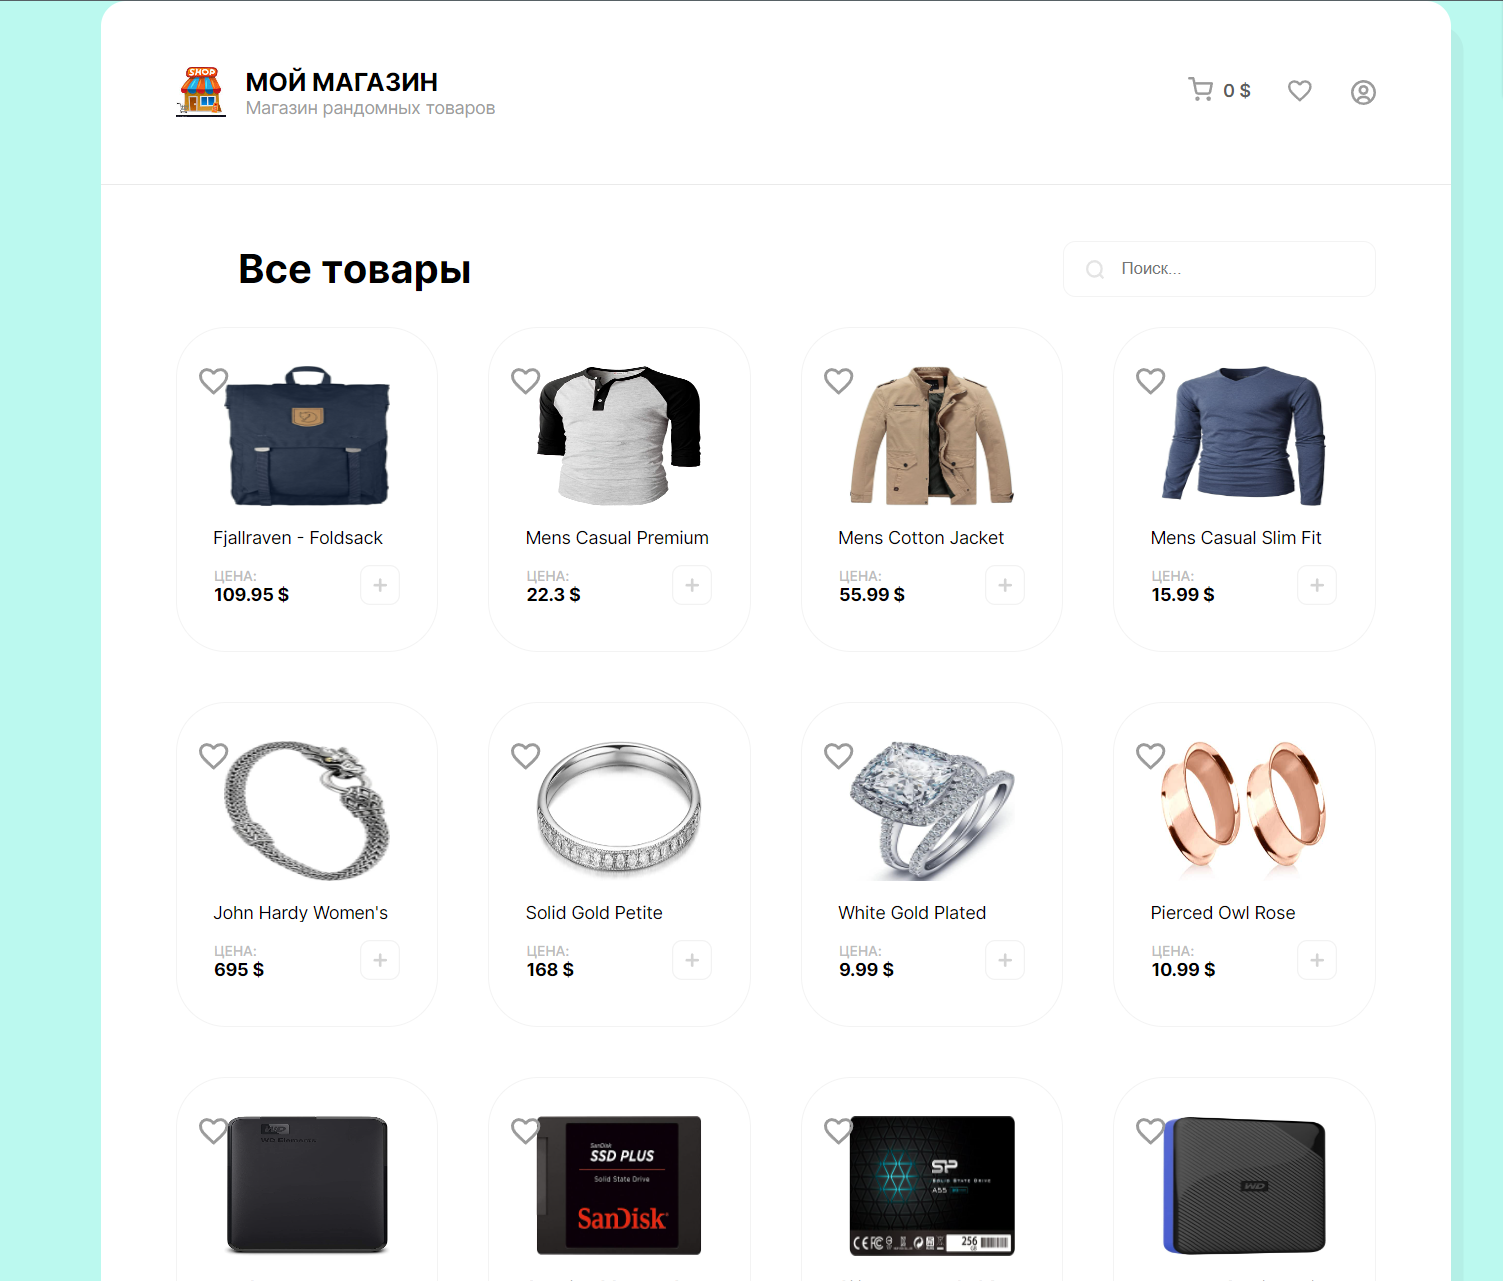 SHOP
МОЙ МАГАЗИН
Магазин рандомных товаров
0 $
Все товары
Поиск...
Fjallraven - Foldsack
ЦЕНА:
109.95 $
Mens Casual Premium
ЦЕНА:
22.3 $
Mens Cotton Jacket
ЦЕНА:
55.99 $
Mens Casual Slim Fit
ЦЕНА:
15.99 $
John Hardy Women's
ЦЕНА:
695 $
Solid Gold Petite
ЦЕНА:
168 $
White Gold Plated
ЦЕНА:
9.99 $
Pierced Owl Rose
ЦЕНА:
10.99 $
WD
WD Elements
SanDisk
SSD PLUS
Solid State Drive
SanDisk
SP
SOLID STATE DRIVE
A55
256
GB
WD